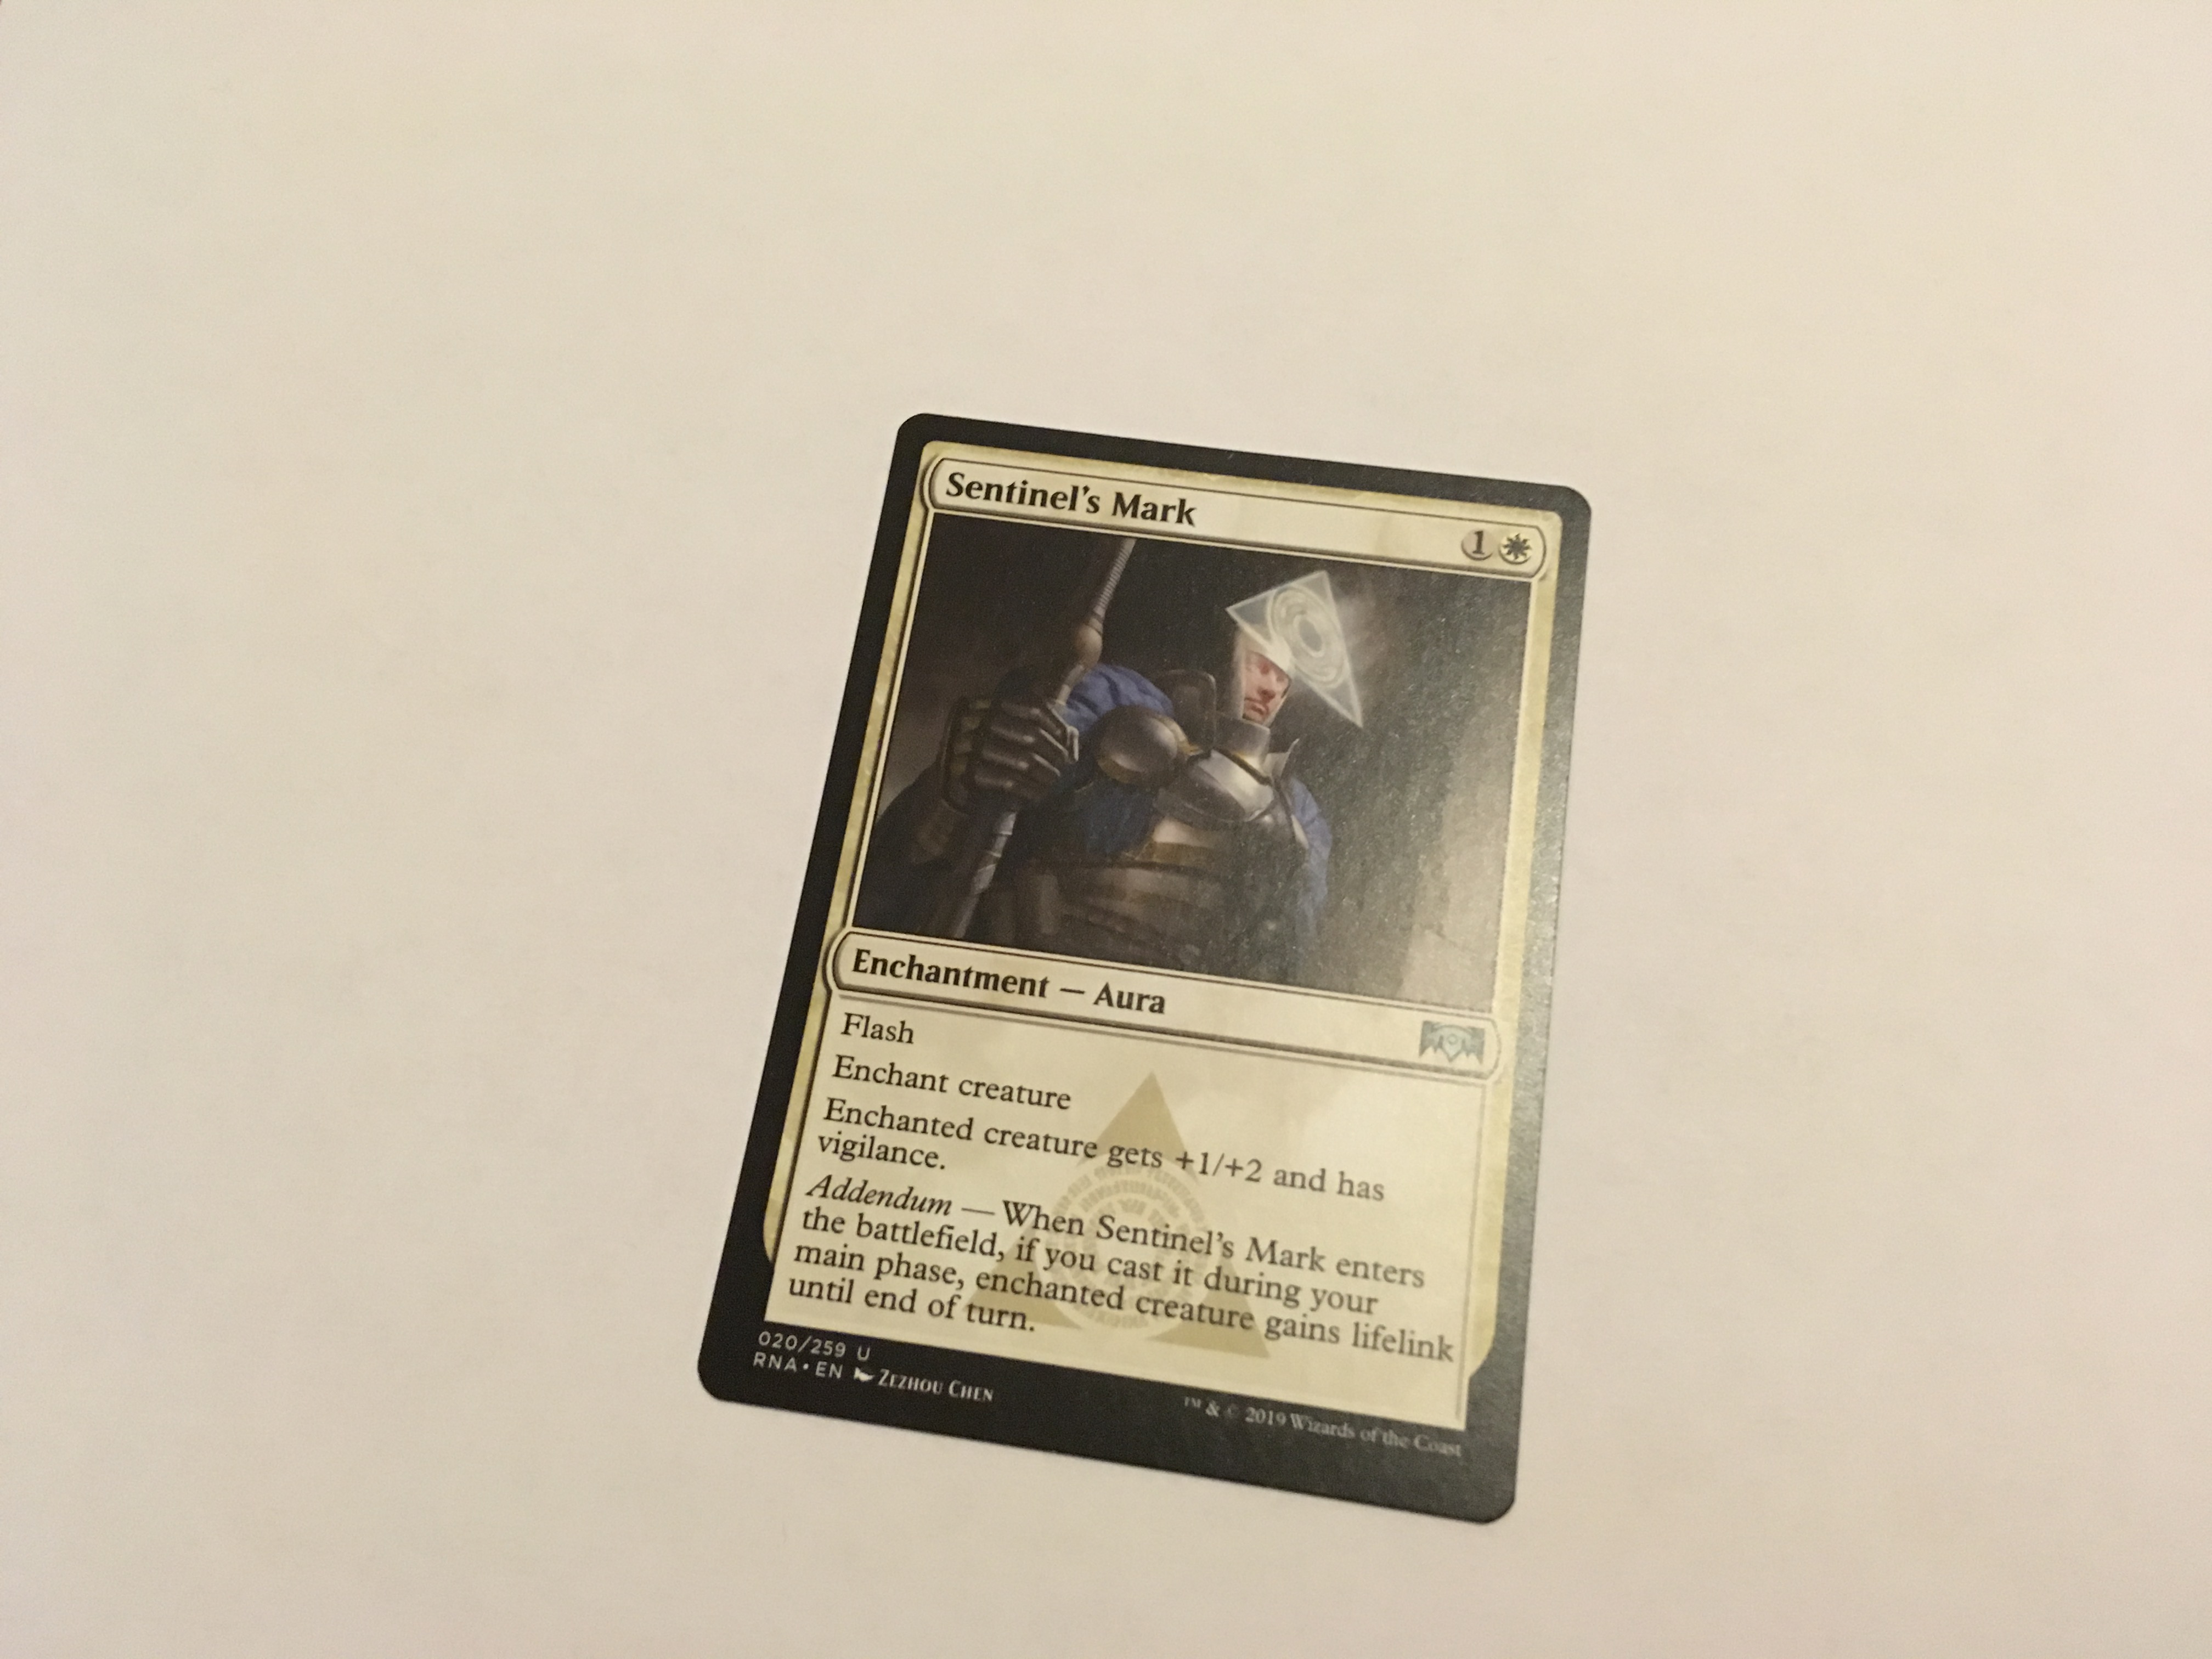 Sentinel's Mark
1
Enchantment — Aura
Flash
Enchant creature
Enchanted creature gets +1/+2 and has
vigilance.
Addendum — When Sentinel's Mark enters
the battlefield, if you cast it during your
main phase, enchanted creature gains lifelink
until end of turn.
020/259 U
RNA • EN Zezhou Chen
™ & © 2019 Wizards of the Coast